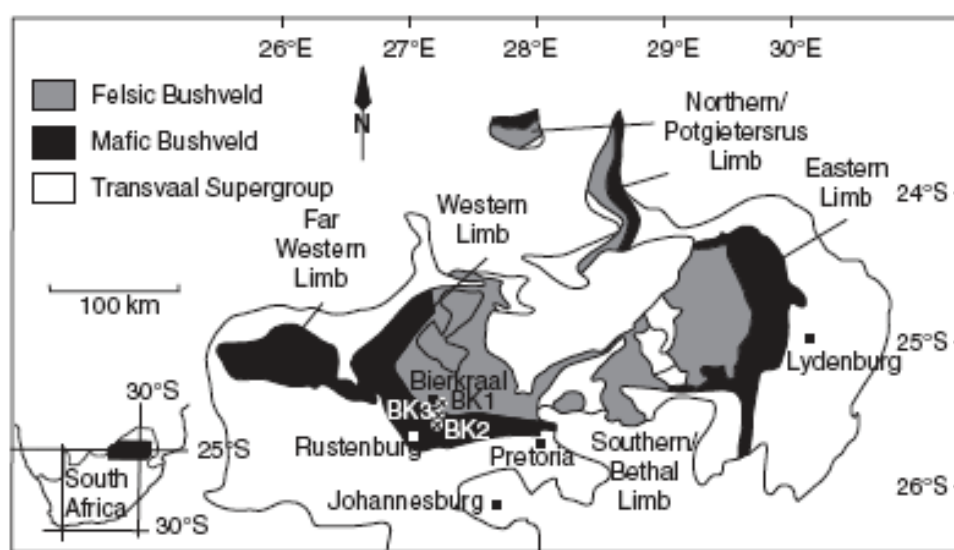 26°E
27°E
28°E
29°E
30°E
Felsic Bushveld
Mafic Bushveld
Transvaal Supergroup
N
Northern/
Potgietersrus
Limb
Eastern
Limb
24°S
Far
Western
Limb
Western
Limb
100 km
25°S
Lydenburg
Bierkraal
BK1
BK3
BK2
Rustenburg
Pretoria
Southern/
Bethal
Limb
Johannesburg
26°S
30°S
25°S
South
Africa
30°S